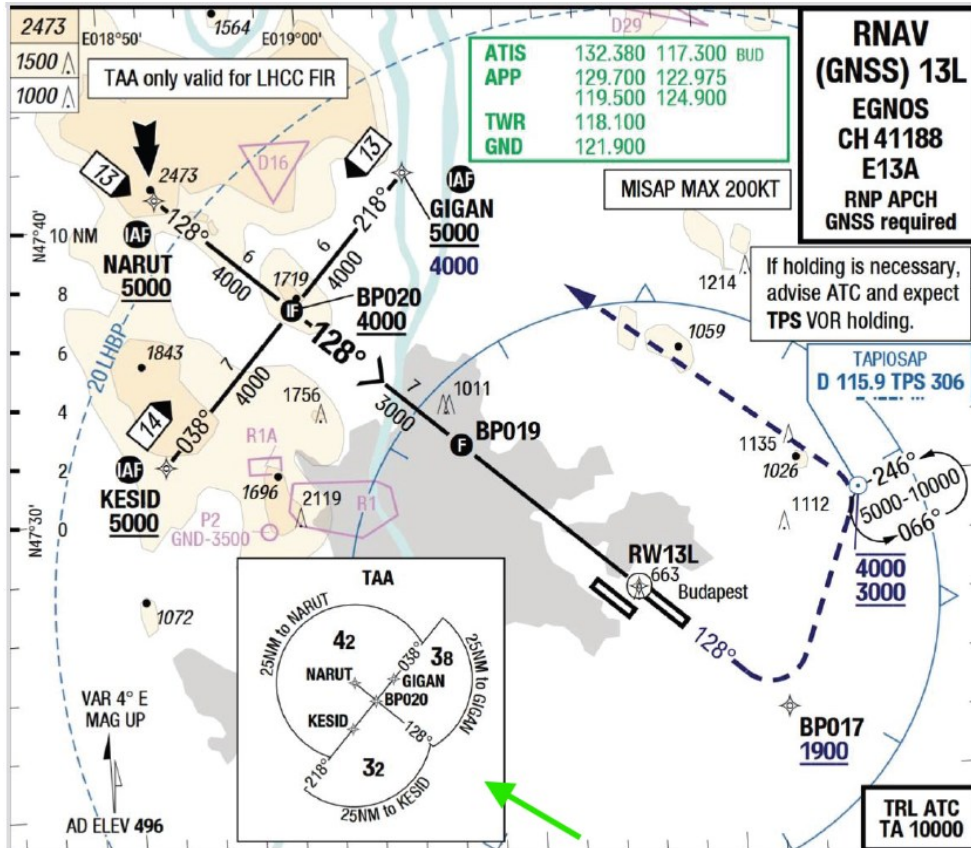 2473
1500
1000
E018°50'
E019°00'
1564
D29
TAA only valid for LHCC FIR
ATIS 132.380 117.300 BUD
APP 129.700 122.975
119.500 124.900
TWR 118.100
GND 121.900
RNAV
(GNSS) 13L
EGNOS
CH 41188
E13A
RNP APCH
GNSS required
MISAP MAX 200KT
If holding is necessary,
advise ATC and expect
TPS VOR holding.
TAPIOSAP
D 115.9 TPS 306
13
2473
D16
13
IAF
GIGAN
5000
4000
218°
6
4000
N47°40'
10 NM
IAF
NARUT
5000
128°
6
4000
1719
IF
BP020
4000
1214
1059
8
6
4
2
0
20 LHBP
1843
7
4000
128°
7
3000
1011
1756
14
038°
IAF
KESID
5000
R1A
1696
2119
R1
P2
GND-3500
F
BP019
1135
1026
1112
246°
5000-10000
066°
4000
3000
N47°30'
RW13L
663
Budapest
128°
BP017
1900
1072
TAA
25NM to NARUT
42
NARUT
KESID
038°
38
GIGAN
BP020
128°
25NM to GIGAN
218°
32
25NM to KESID
VAR 4° E
MAG UP
AD ELEV 496
TRL ATC
TA 10000